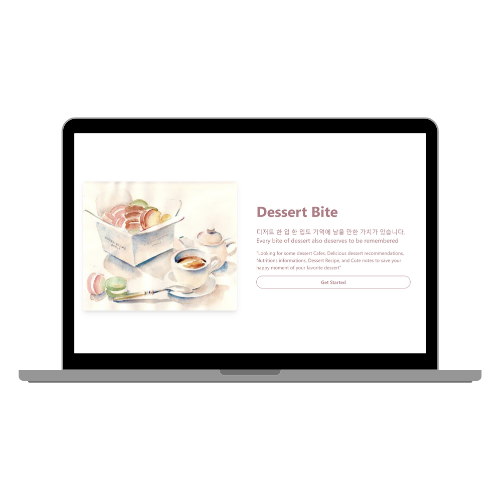 Dessert Bite
디저트 한 입 한 입도 기억에 남을 만한 가치가 있습니다.
Every bite of dessert also deserves to be remembered
"Looking for some dessert Cafes, Delicious dessert recommendations,
Nutrition Informations, Dessert Recipe, and Cute notes to save your
happy moment of your favorite dessert"
Get Started